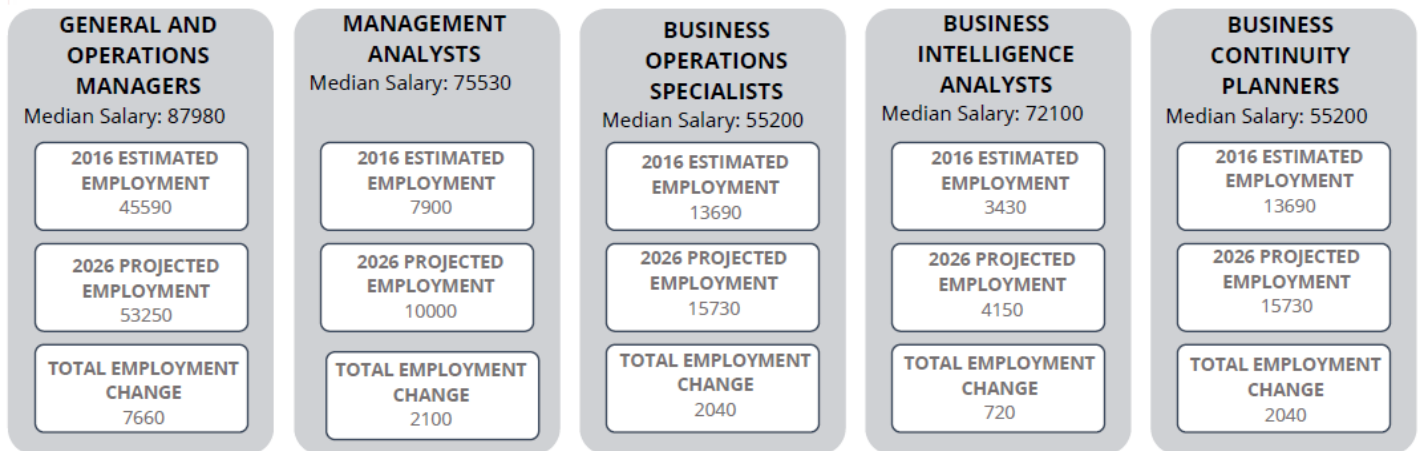 GENERAL AND
OPERATIONS
MANAGERS
Median Salary: 87980
2016 ESTIMATED
EMPLOYMENT
45590
2026 PROJECTED
EMPLOYMENT
53250
TOTAL EMPLOYMENT
CHANGE
7660
MANAGEMENT
ANALYSTS
Median Salary: 75530
2016 ESTIMATED
EMPLOYMENT
7900
2026 PROJECTED
EMPLOYMENT
10000
TOTAL EMPLOYMENT
CHANGE
2100
BUSINESS
OPERATIONS
SPECIALISTS
Median Salary: 55200
2016 ESTIMATED
EMPLOYMENT
13690
2026 PROJECTED
EMPLOYMENT
15730
TOTAL EMPLOYMENT
CHANGE
2040
BUSINESS
INTELLIGENCE
ANALYSTS
Median Salary: 72100
2016 ESTIMATED
EMPLOYMENT
3430
2026 PROJECTED
EMPLOYMENT
4150
TOTAL EMPLOYMENT
CHANGE
720
BUSINESS
CONTINUITY
PLANNERS
Median Salary: 55200
2016 ESTIMATED
EMPLOYMENT
13690
2026 PROJECTED
EMPLOYMENT
15730
TOTAL EMPLOYMENT
CHANGE
2040